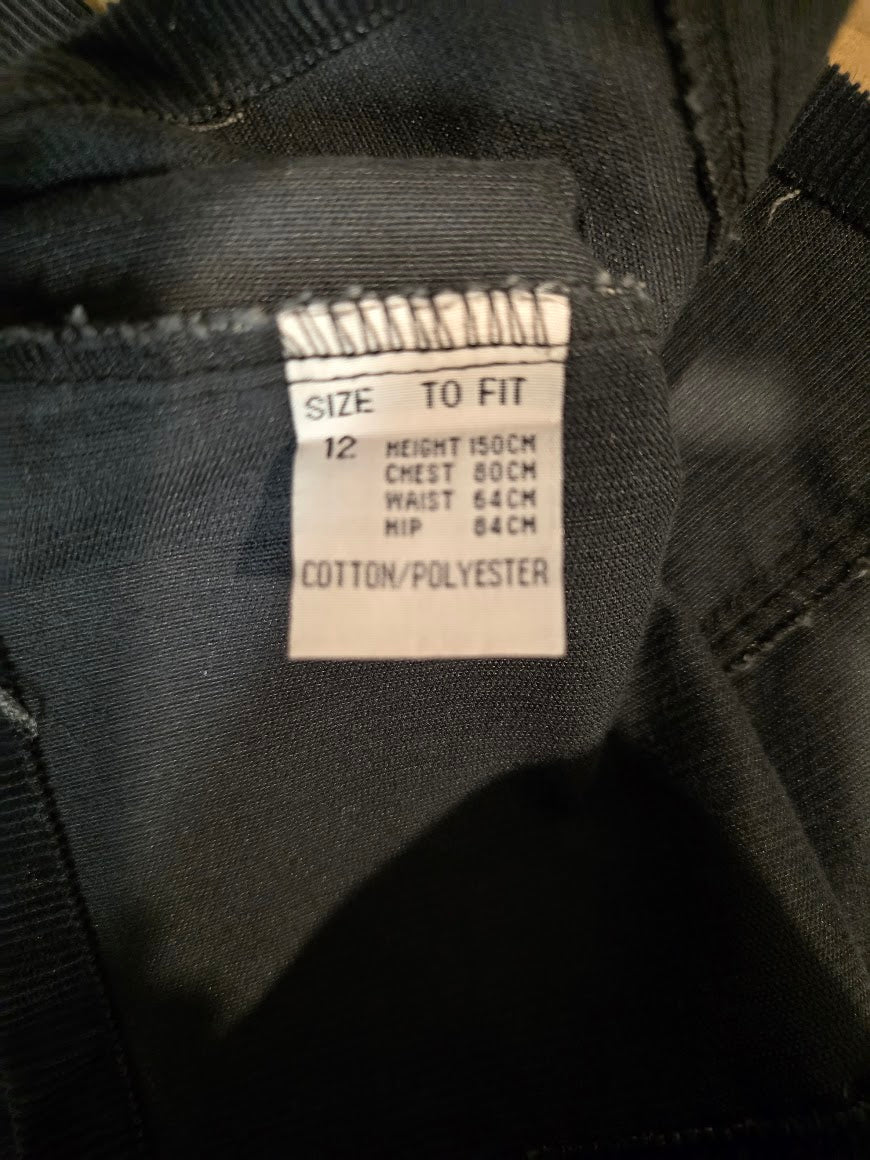 SIZE TO FIT
12 HEIGHT 150CM
CHEST 80CM
WAIST 64CM
HIP 84CM
COTTON/POLYESTER